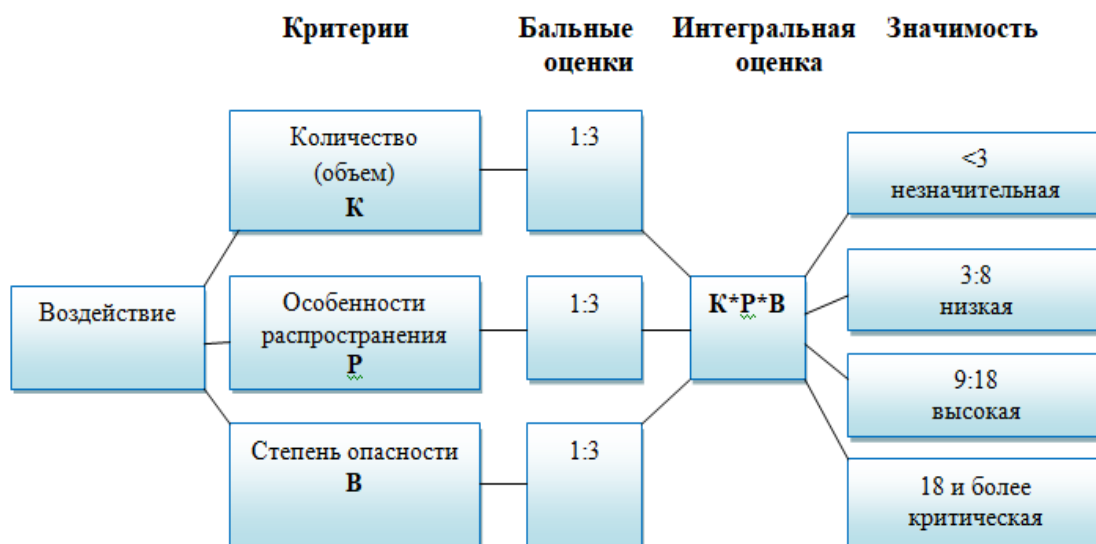 Критерии
Бальные
оценки
Интегральная
оценка
Значимость
Воздействие
Количество
(объем)
К
1:3
Особенности
распространения
Р
1:3
Степень опасности
В
1:3
К*Р*В
<3
незначительная
3:8
низкая
9:18
высокая
18 и более
критическая